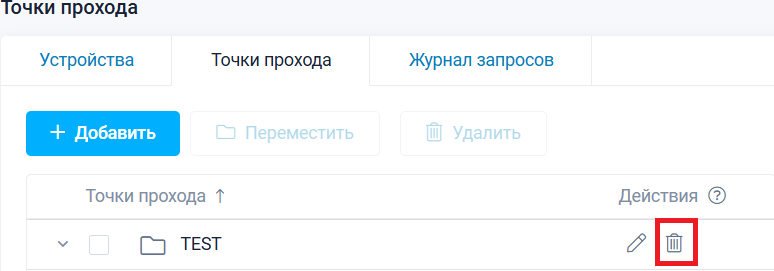 Точки прохода
Устройства Точки прохода Журнал запросов
+ Добавить Переместить Удалить
Точки прохода ↑ Действия ?
TEST